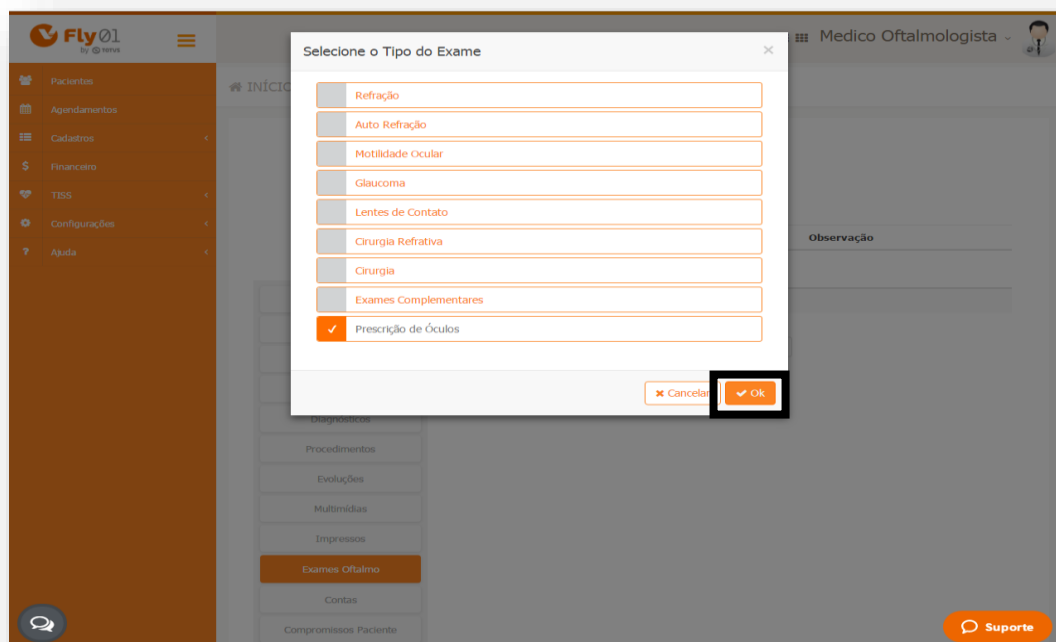 Fly01
by totvs
Medico Oftalmologista
Pacientes
Agendamentos
Cadastros
Financeiro
TISS
Configurações
Ajuda
INÍCIO
Selecione o Tipo do Exame
Refração
Auto Refração
Motilidade Ocular
Glaucoma
Lentes de Contato
Cirurgia Refrativa
Cirurgia
Exames Complementares
Prescrição de Óculos
Cancelar
Ok
Observação
Diagnósticos
Procedimentos
Evoluções
Multimídias
Impressos
Exames Oftalmo
Contas
Compromissos Paciente
Suporte